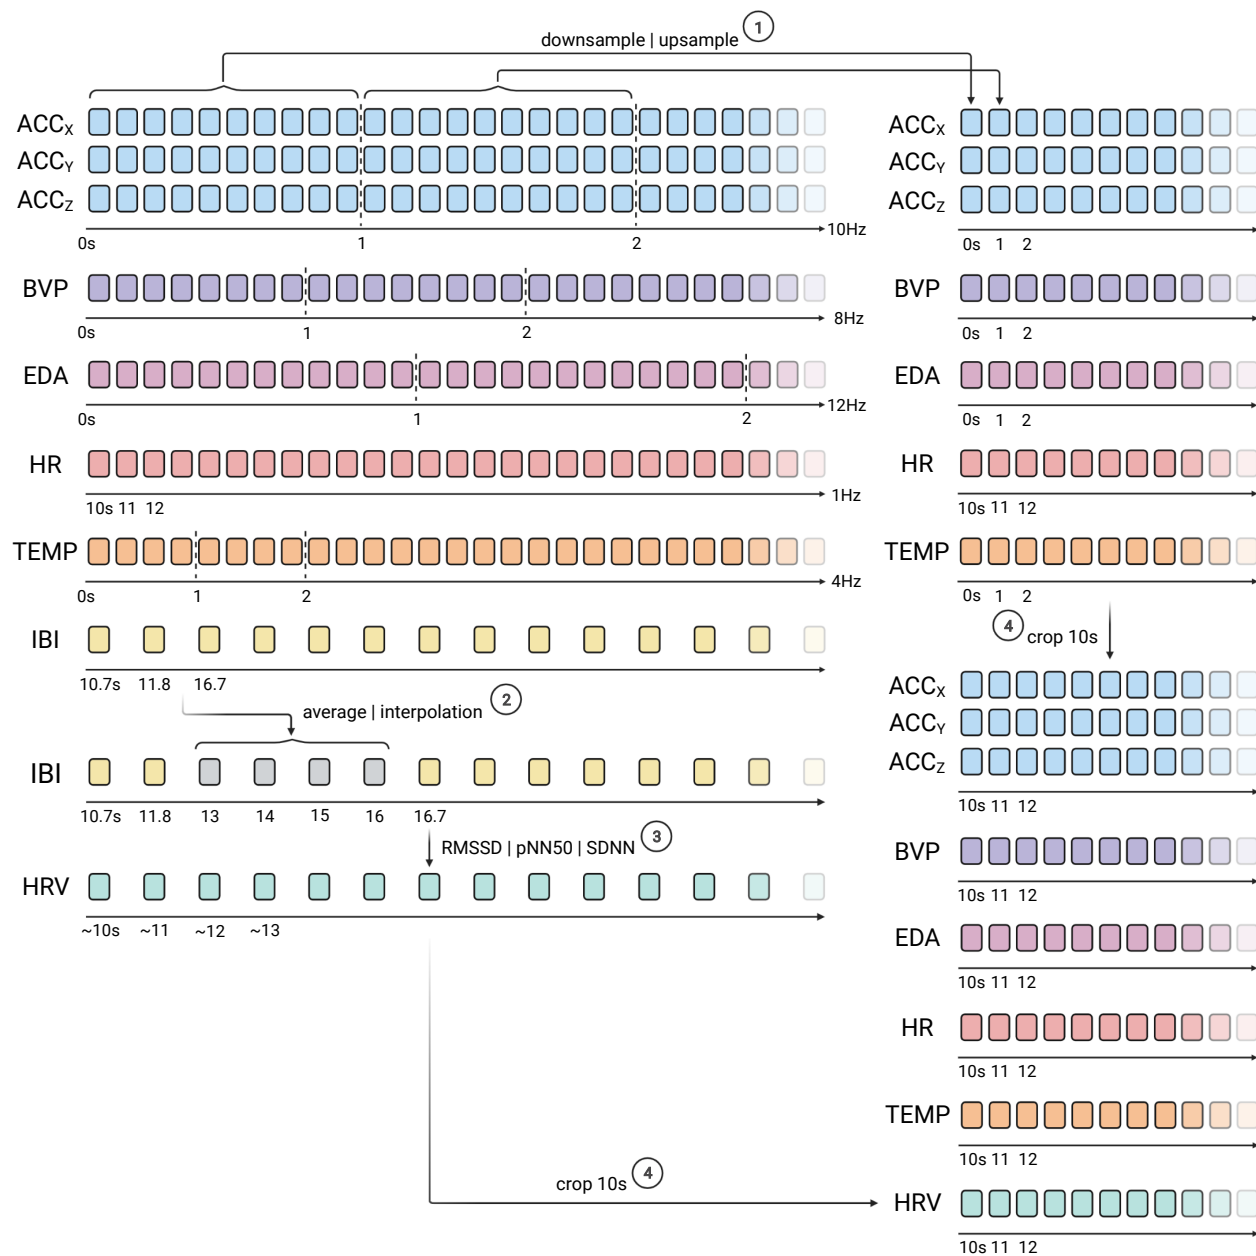 downsample | upsample 1
ACCX
ACCY
ACCZ
0s 1 2 10Hz
BVP
0s 1 2 8Hz
EDA
0s 1 2 12Hz
HR
10s 11 12 1Hz
TEMP
0s 1 2 4Hz
IBI
10.7s 11.8 16.7
average | interpolation 2
IBI
10.7s 11.8 13 14 15 16 16.7
RMSSD | pNN50 | SDNN 3
HRV
~10s ~11 ~12 ~13
crop 10s 4
ACCX
ACCY
ACCZ
0s 1 2
BVP
0s 1 2
EDA
0s 1 2
HR
10s 11 12
TEMP
0s 1 2
4 crop 10s
ACCX
ACCY
ACCZ
10s 11 12
BVP
10s 11 12
EDA
10s 11 12
HR
10s 11 12
TEMP
10s 11 12
HRV
10s 11 12